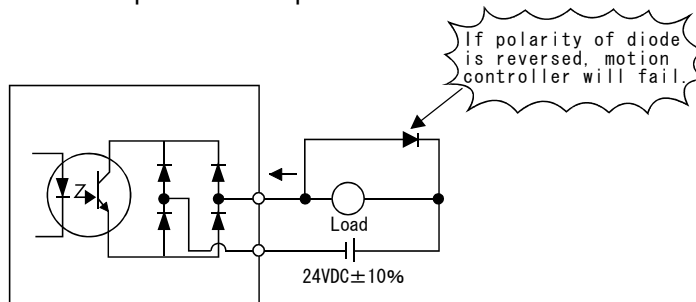 If polarity of diode
is reversed, motion
controller will fail.
Load
24VDC±10%